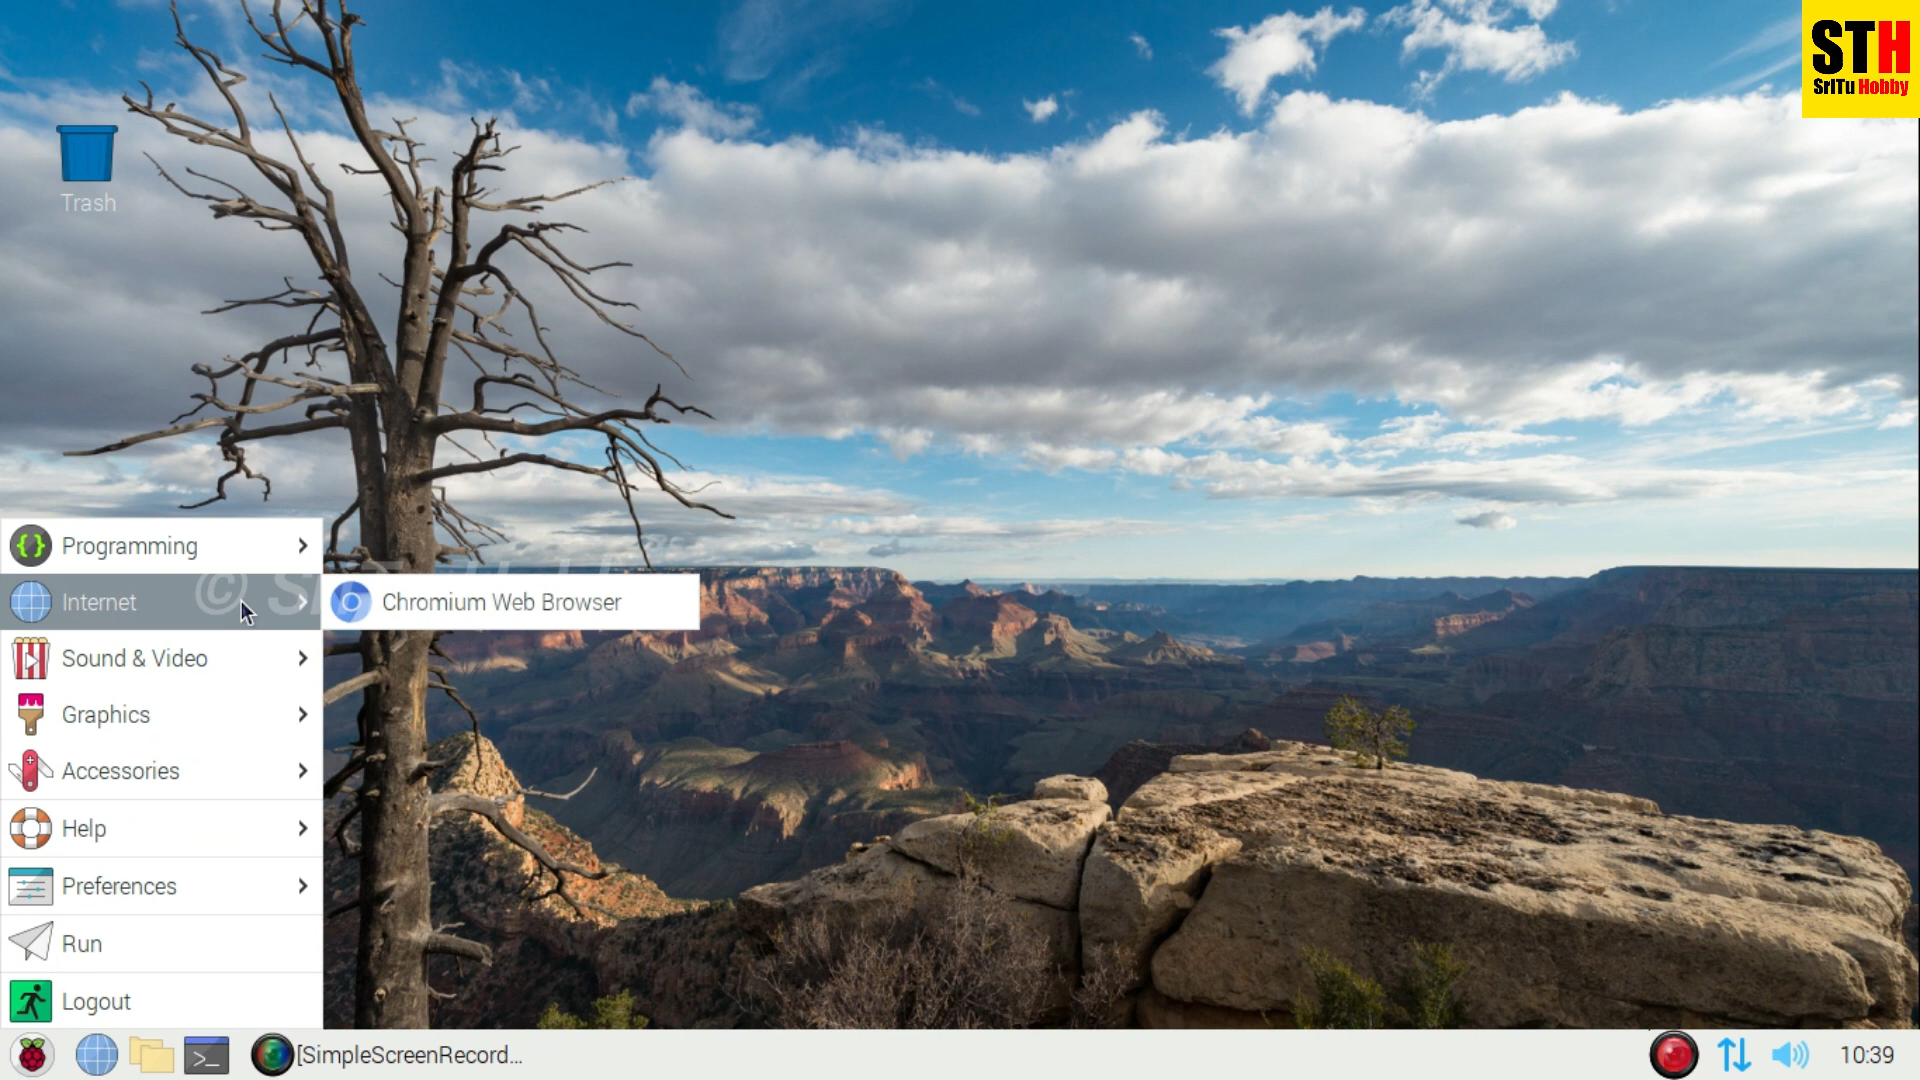 STH
SrITu Hobby
Trash
Programming
Internet
Chromium Web Browser
Sound & Video
Graphics
Accessories
Help
Preferences
Run
Logout
[SimpleScreenRecord...
10:39